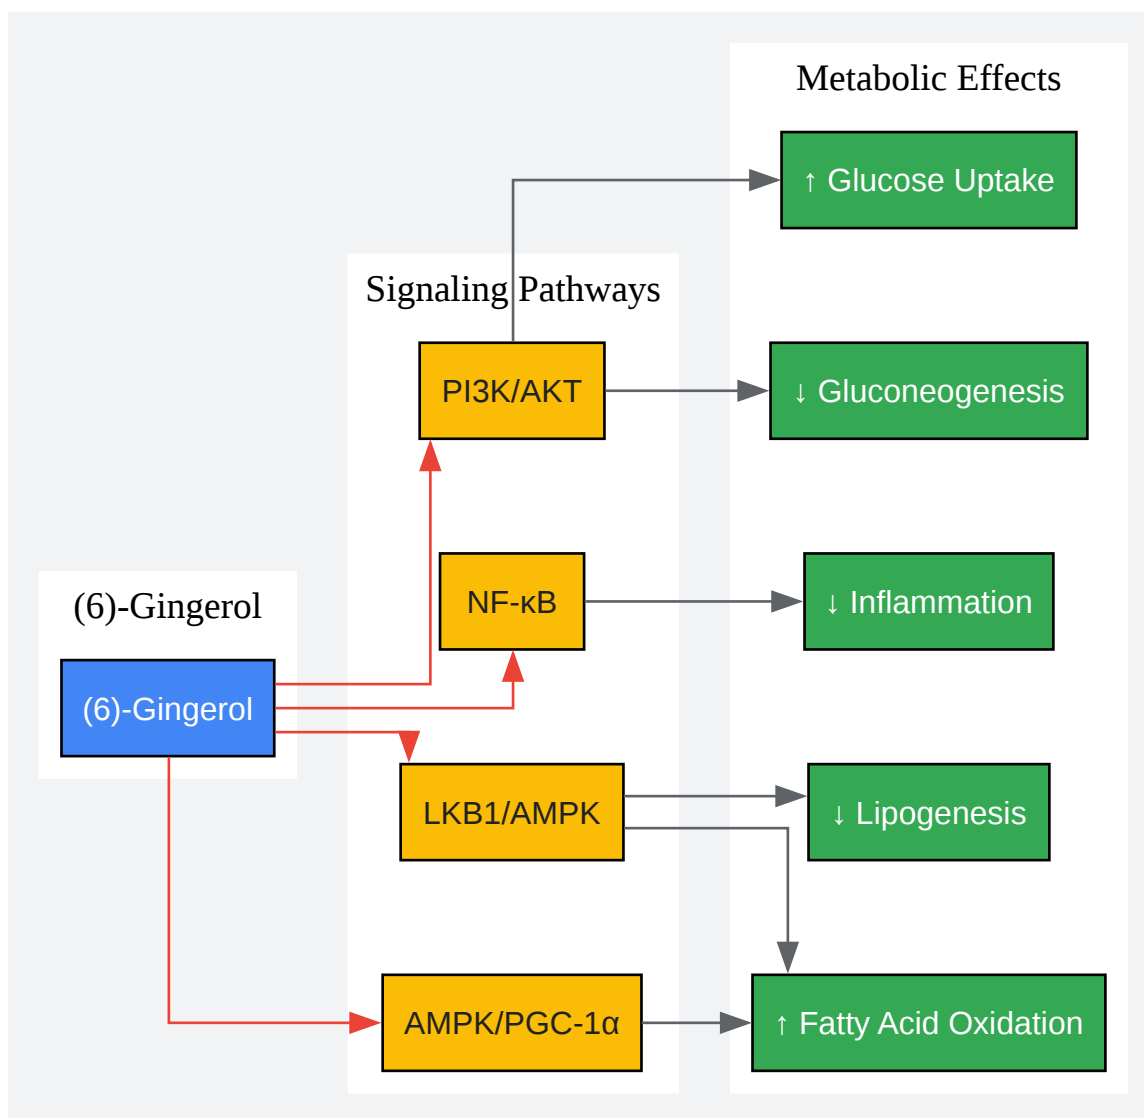 Metabolic Effects
↑ Glucose Uptake
Signaling Pathways
PI3K/AKT
↓ Gluconeogenesis
NF-κB
↓ Inflammation
(6)-Gingerol
(6)-Gingerol
LKB1/AMPK
↓ Lipogenesis
AMPK/PGC-1α
↑ Fatty Acid Oxidation